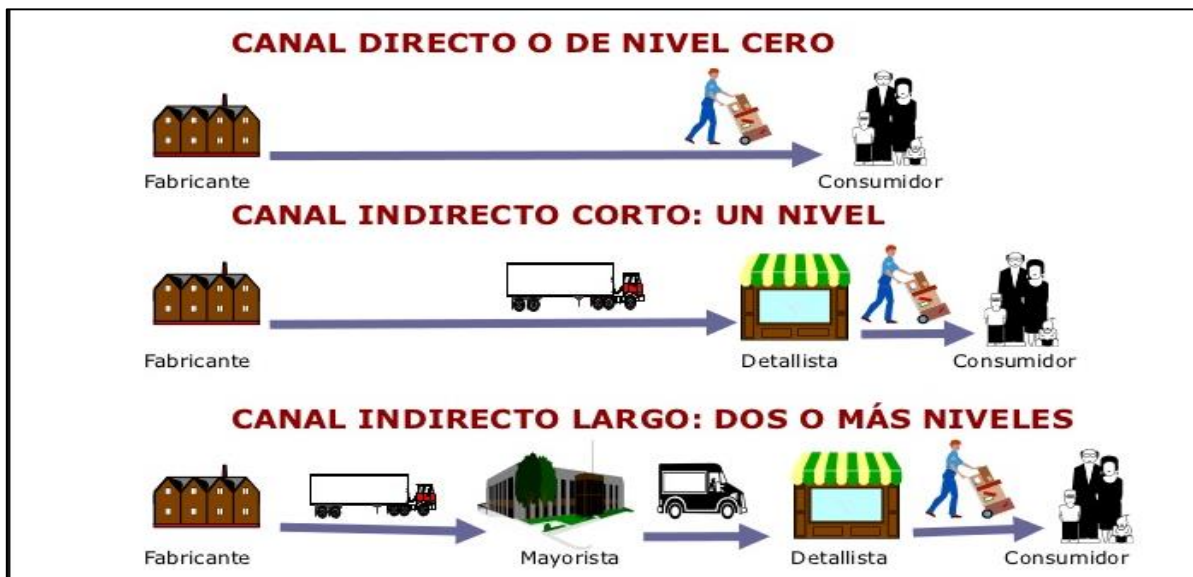 CANAL DIRECTO O DE NIVEL CERO
Fabricante
Consumidor
CANAL INDIRECTO CORTO: UN NIVEL
Fabricante
Detallista
Consumidor
CANAL INDIRECTO LARGO: DOS O MÁS NIVELES
Fabricante
Mayorista
Detallista
Consumidor